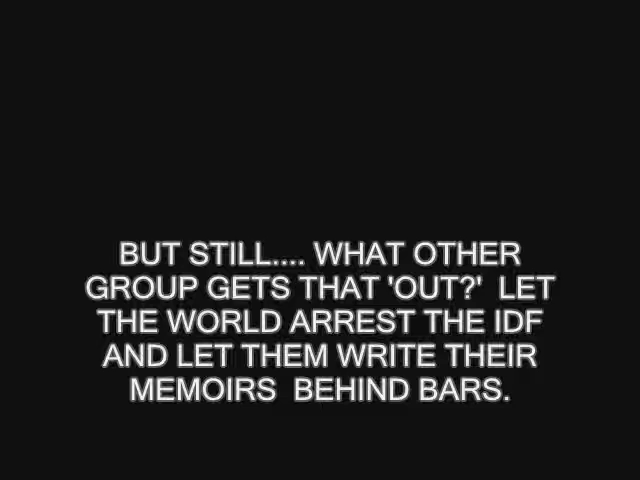 BUT STILL.... WHAT OTHER
GROUP GETS THAT 'OUT?'  LET
THE WORLD ARREST THE IDF
AND LET THEM WRITE THEIR
MEMOIRS  BEHIND BARS.